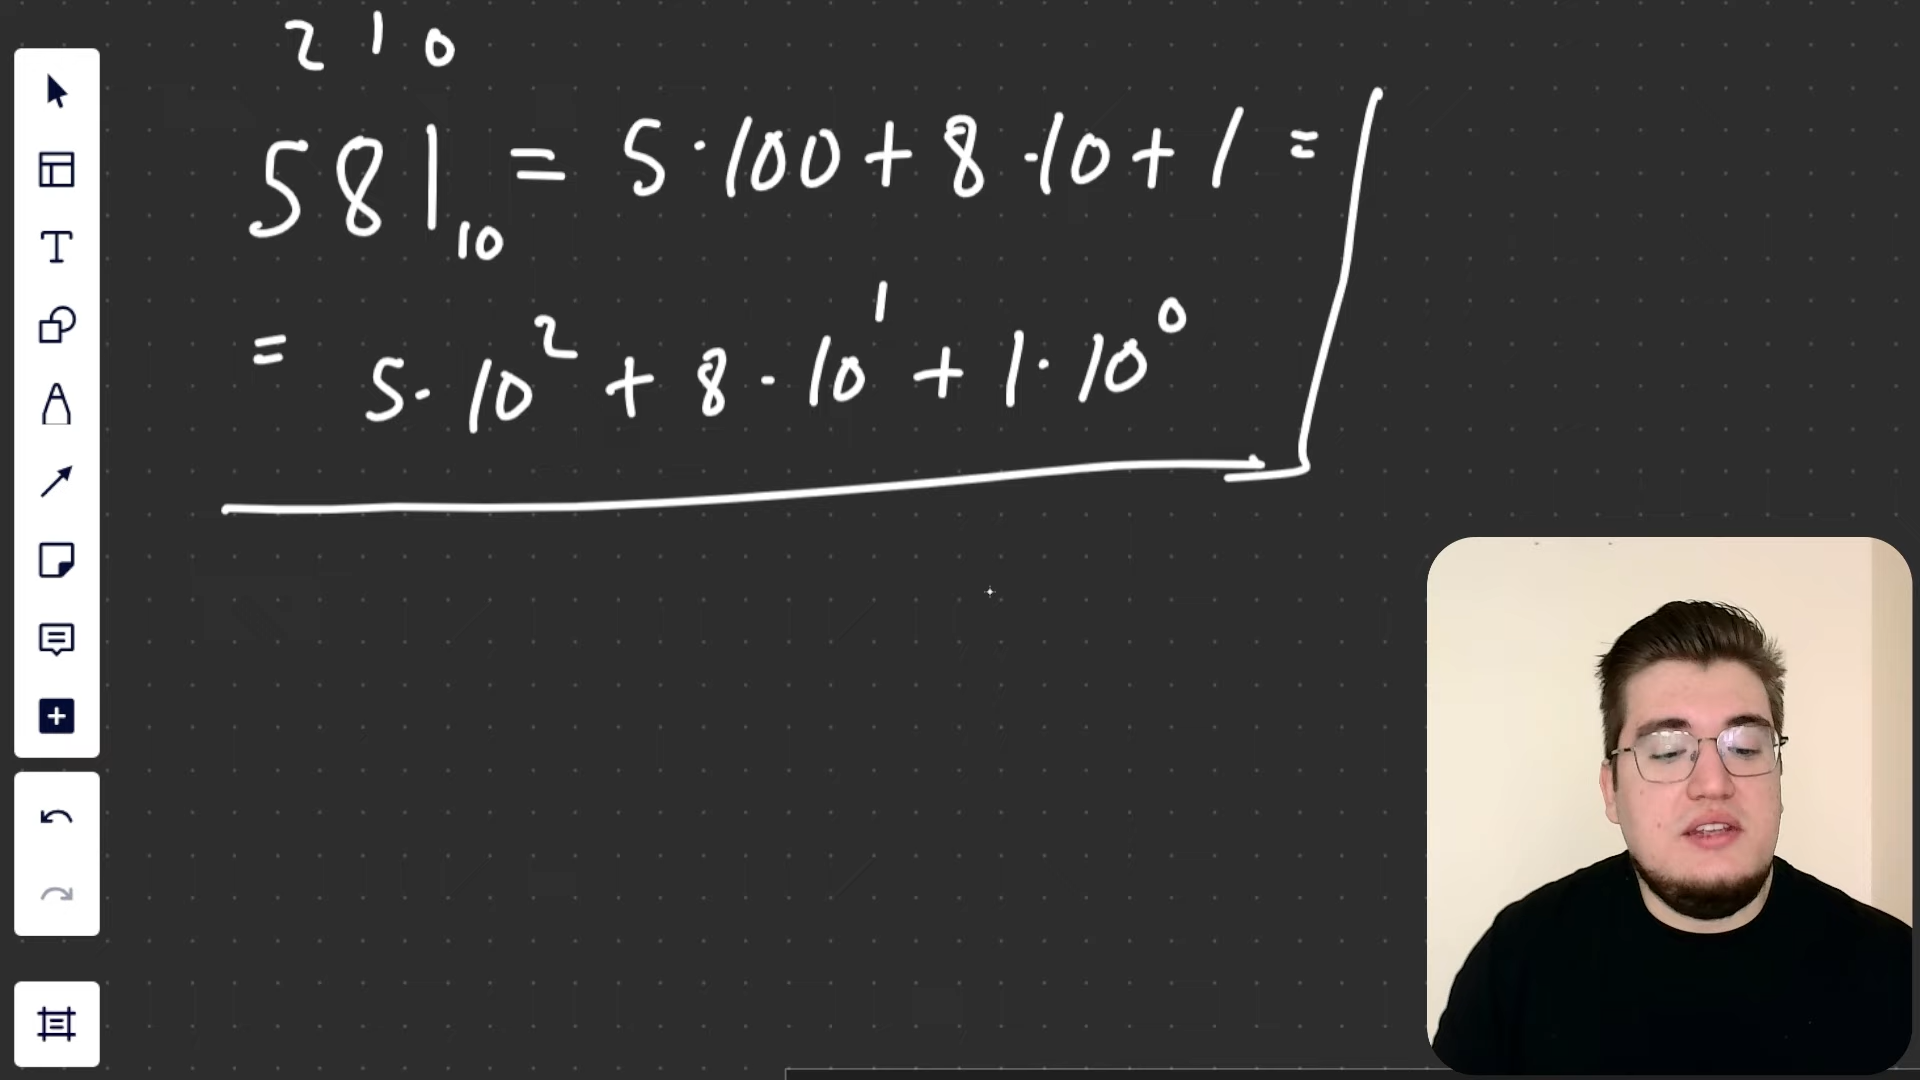 2 1 0
581₁₀ = 5·100 + 8·10 + 1 =
= 5·10² + 8·10¹ + 1·10⁰